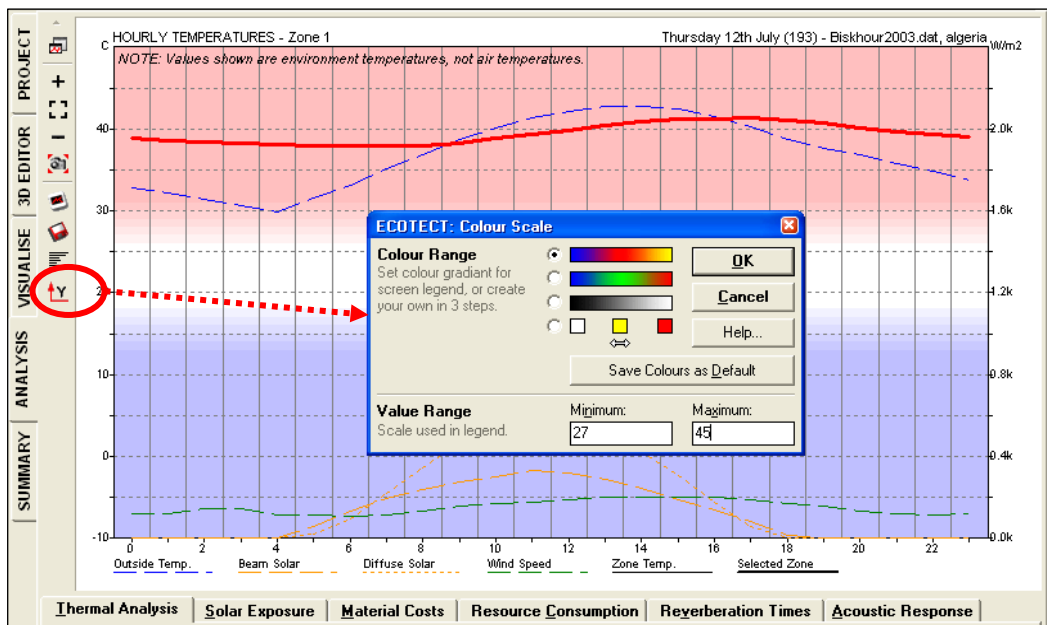 HOURLY TEMPERATURES - Zone 1
Thursday 12th July (193) - Biskhour2003.dat, algeria
C
W/m2
NOTE: Values shown are environment temperatures, not air temperatures.
40
2.0k
30
1.6k
2
1.2k
10
0.8k
0
0.4k
-10
0.0k
0 2 4 6 8 10 12 14 16 18 20 22
Outside Temp. Beam Solar Diffuse Solar Wind Speed Zone Temp. Selected Zone
PROJECT
3D EDITOR
VISUALISE
ANALYSIS
SUMMARY
Y
ECOTECT: Colour Scale
Colour Range
Set colour gradient for
screen legend, or create
your own in 3 steps.
OK
Cancel
Help...
Save Colours as Default
Value Range
Scale used in legend.
Minimum:
27
Maximum:
45
Thermal Analysis Solar Exposure Material Costs Resource Consumption Reverberation Times Acoustic Response